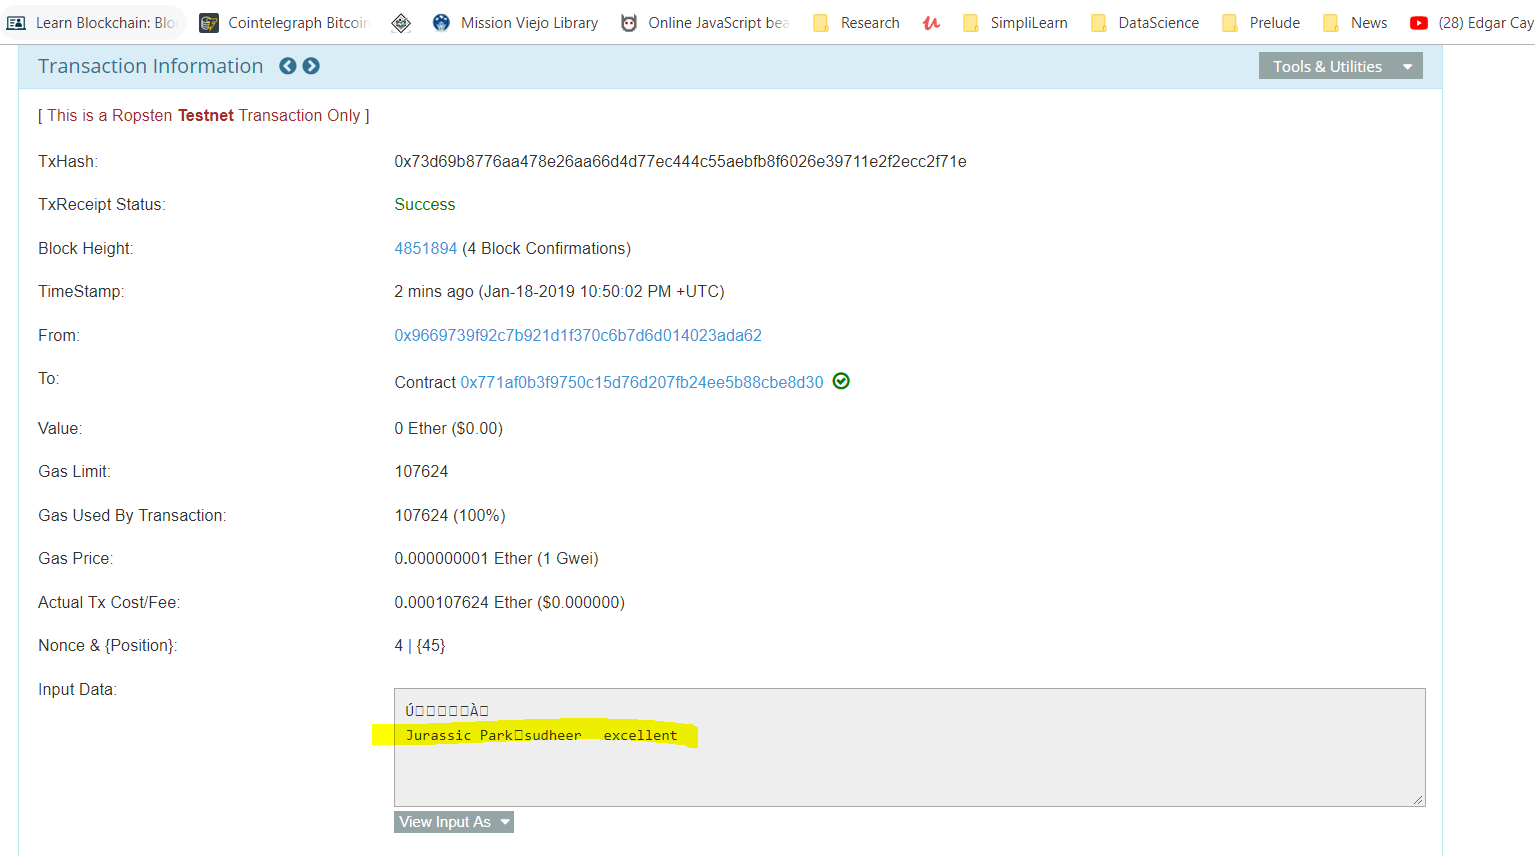 Learn Blockchain: Blo Cointelegraph Bitcoin Mission Viejo Library Online JavaScript bea Research SimpliLearn DataScience Prelude News (28) Edgar Cay
Transaction Information Tools & Utilities
[ This is a Ropsten Testnet Transaction Only ]
TxHash: 0x73d69b8776aa478e26aa66d4d77ec444c55aebfb8f6026e39711e2f2ecc2f71e
TxReceipt Status: Success
Block Height: 4851894 (4 Block Confirmations)
TimeStamp: 2 mins ago (Jan-18-2019 10:50:02 PM +UTC)
From: 0x9669739f92c7b921d1f370c6b7d6d014023ada62
To: Contract 0x771af0b3f9750c15d76d207fb24ee5b88cbe8d30
Value: 0 Ether ($0.00)
Gas Limit: 107624
Gas Used By Transaction: 107624 (100%)
Gas Price: 0.000000001 Ether (1 Gwei)
Actual Tx Cost/Fee: 0.000107624 Ether ($0.000000)
Nonce & {Position}: 4 | {45}
Input Data: Ú□□□□□À□
Jurassic Park□sudheer excellent
View Input As